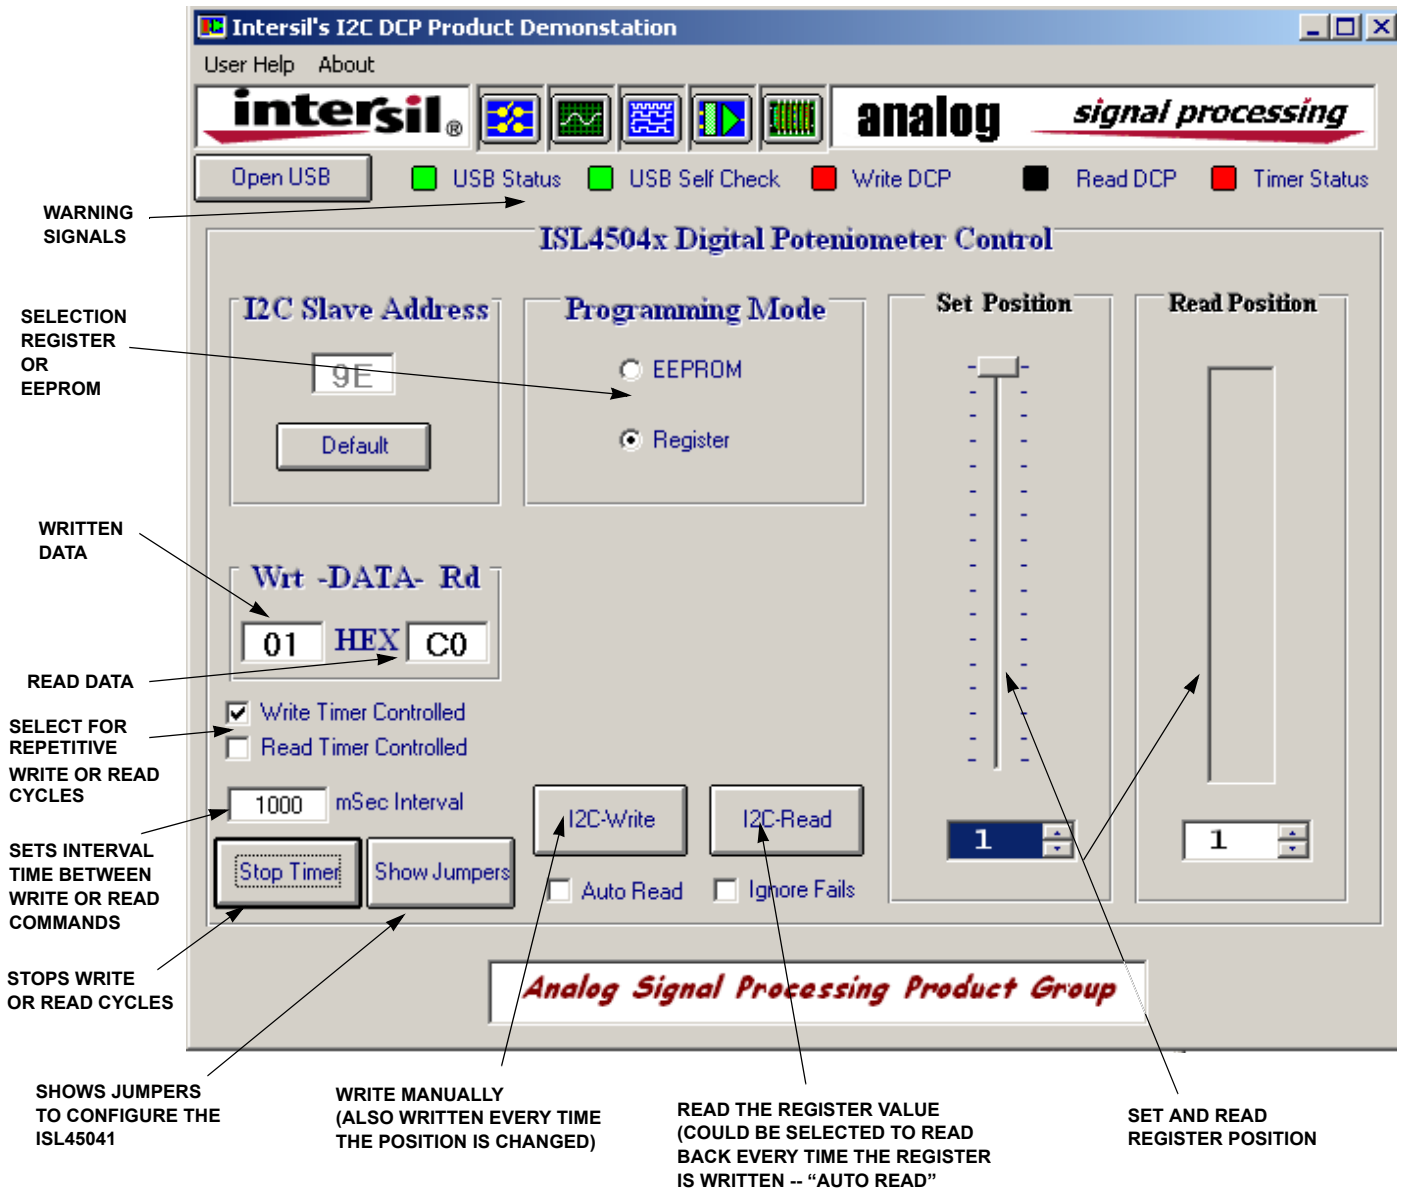 Intersil's I2C DCP Product Demonstation
User Help About
intersil® analog signal processing
Open USB USB Status USB Self Check Write DCP Read DCP Timer Status
WARNING
SIGNALS
ISL4504x Digital Poteniometer Control
I2C Slave Address
Programming Mode
Set Position
Read Position
SELECTION
REGISTER
OR
EEPROM
9E
Default
EEPROM
Register
WRITTEN
DATA
Wrt -DATA- Rd
01 HEX C0
READ DATA
Write Timer Controlled
Read Timer Controlled
SELECT FOR
REPETITIVE
WRITE OR READ
CYCLES
1000 mSec Interval
I2C-Write
I2C-Read
1
1
SETS INTERVAL
TIME BETWEEN
WRITE OR READ
COMMANDS
Stop Timer
Show Jumpers
Auto Read
Ignore Fails
STOPS WRITE
OR READ CYCLES
Analog Signal Processing Product Group
SHOWS JUMPERS
TO CONFIGURE THE
ISL45041
WRITE MANUALLY
(ALSO WRITTEN EVERY TIME
THE POSITION IS CHANGED)
READ THE REGISTER VALUE
(COULD BE SELECTED TO READ
BACK EVERY TIME THE REGISTER
IS WRITTEN -- “AUTO READ”
SET AND READ
REGISTER POSITION